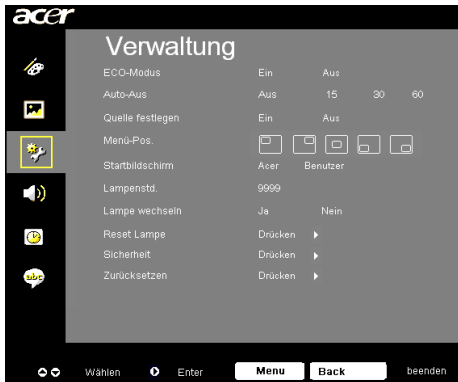 acer
Verwaltung
ECO-Modus Ein Aus
Auto-Aus Aus 15 30 60
Quelle festlegen Ein Aus
Menü-Pos.
Startbildschirm Acer Benutzer
Lampenstd. 9999
Lampe wechseln Ja Nein
Reset Lampe Drücken
Sicherheit Drücken
Zurücksetzen Drücken
abc
Wählen Enter Menu Back beenden